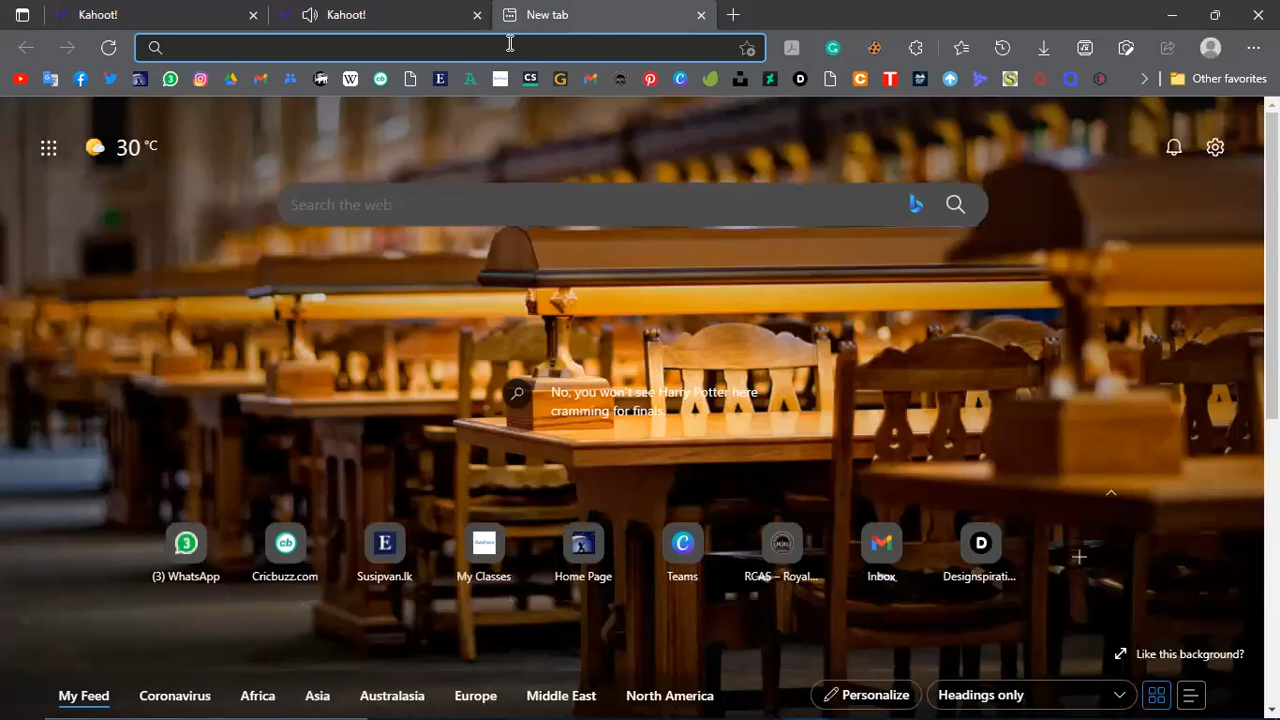 Kahoot!
Kahoot!
New tab
Other favorites
30 °C
Search the web
No, you won't see Harry Potter here
cramming for finals.
(3) WhatsApp
Cricbuzz.com
Susipvan.lk
My Classes
Home Page
Teams
RCAS – Royal...
Inbox
Designspirati...
Like this background?
My Feed
Coronavirus
Africa
Asia
Australasia
Europe
Middle East
North America
Personalize
Headings only